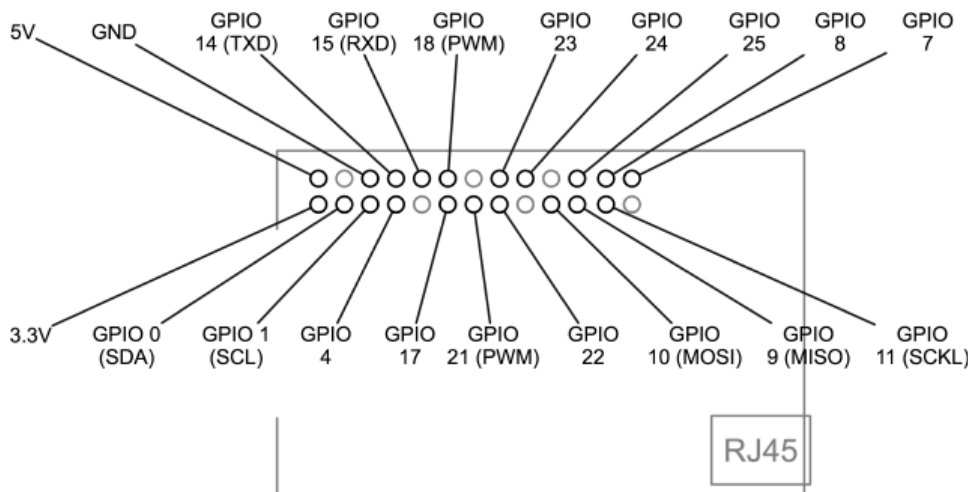 5V
GND
GPIO
14 (TXD)
GPIO
15 (RXD)
GPIO
18 (PWM)
GPIO
23
GPIO
24
GPIO
25
GPIO
8
GPIO
7
3.3V
GPIO 0
(SDA)
GPIO 1
(SCL)
GPIO
4
GPIO
17
GPIO
21 (PWM)
GPIO
22
GPIO
10 (MOSI)
GPIO
9 (MISO)
GPIO
11 (SCKL)
RJ45